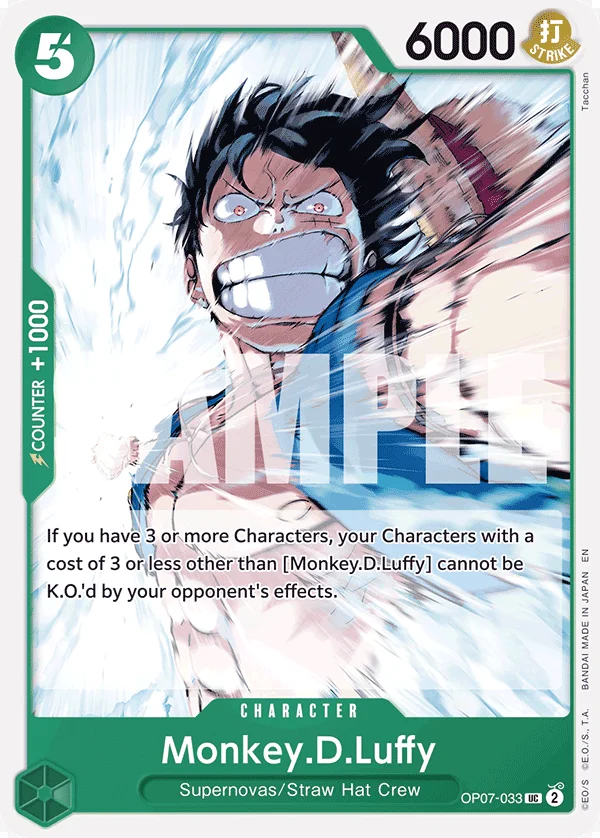 5
6000
打
STRIKE
Tacchan
COUNTER +1000
SAMPLE
If you have 3 or more Characters, your Characters with a
cost of 3 or less other than [Monkey.D.Luffy] cannot be
K.O.'d by your opponent's effects.
©E.O/S ©E.O./S., T.A. BANDAI MADE IN JAPAN EN
CHARACTER
Monkey.D.Luffy
Supernovas/Straw Hat Crew
OP07-033 UC 2